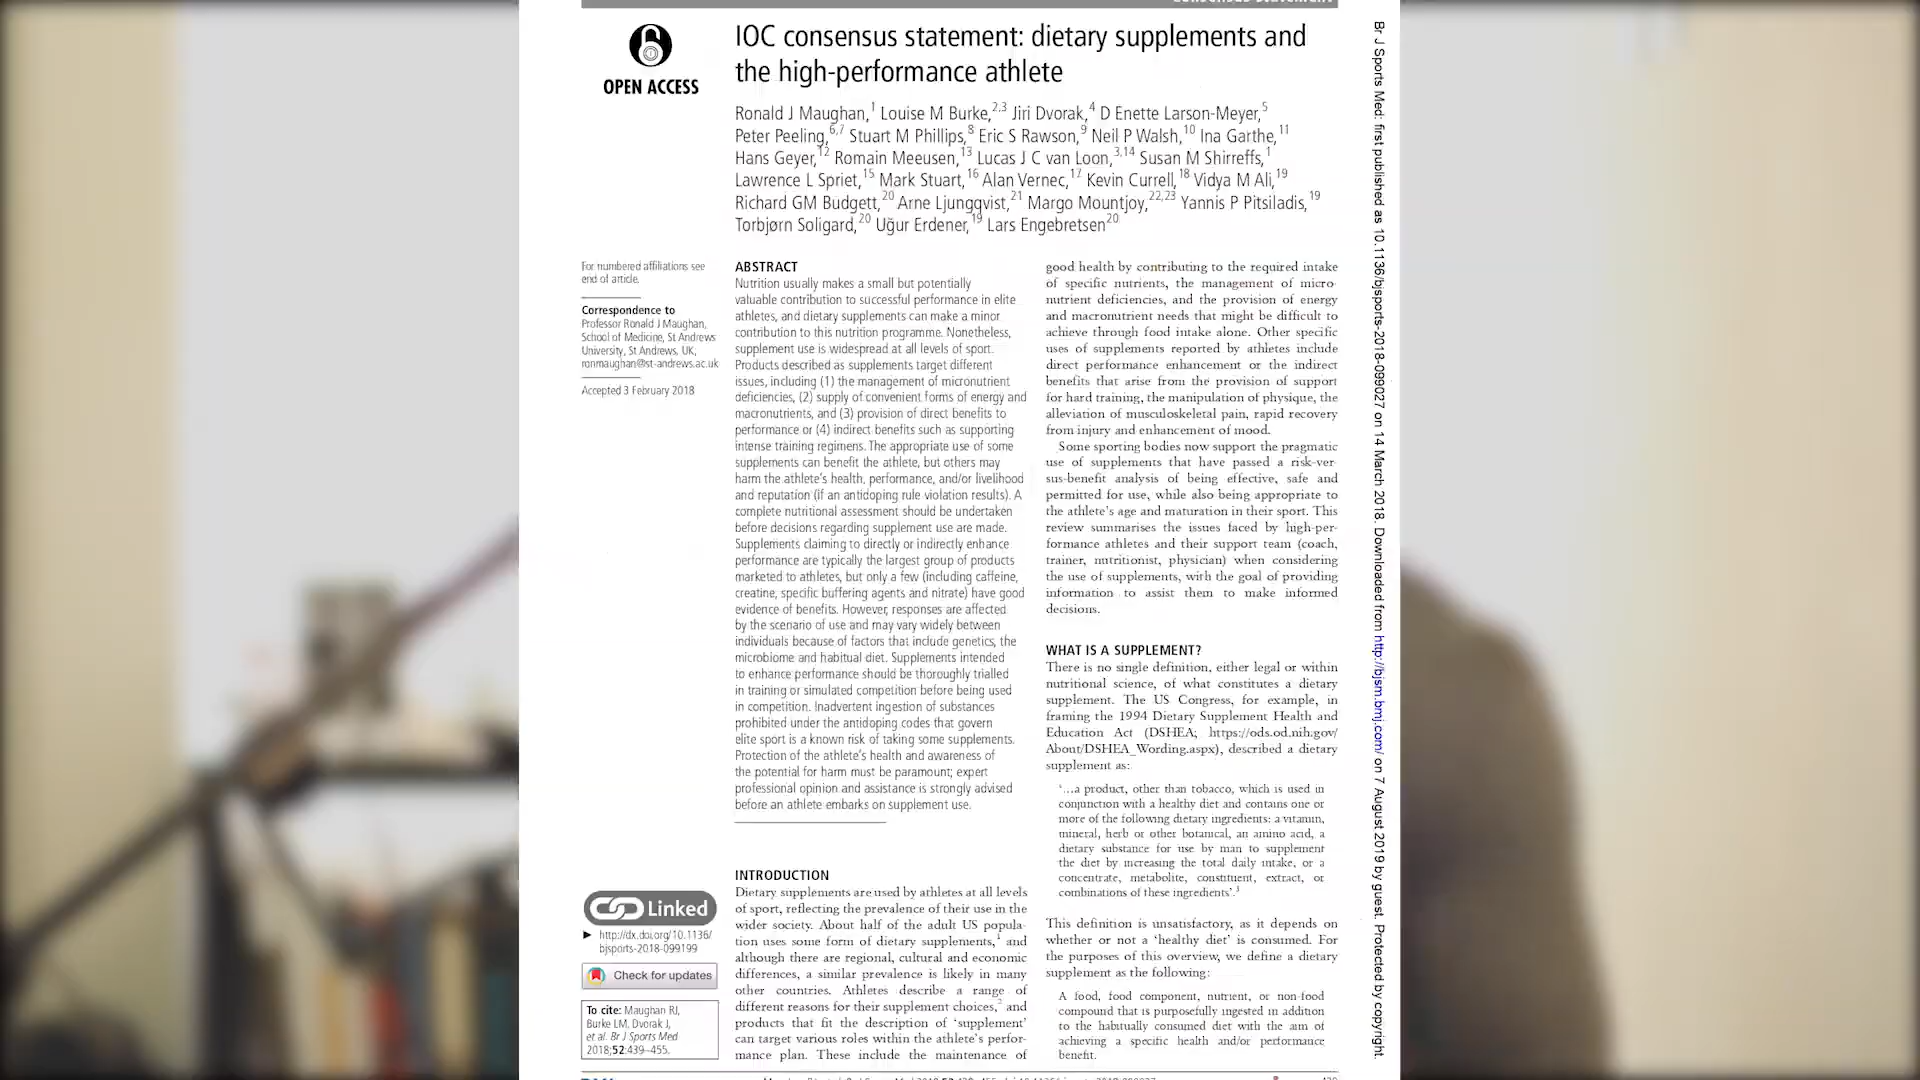 Consensus statement
OPEN ACCESS
IOC consensus statement: dietary supplements and
the high-performance athlete
Ronald J Maughan,1 Louise M Burke,2,3 Jiri Dvorak,4 D Enette Larson-Meyer,5
Peter Peeling,6,7 Stuart M Phillips,8 Eric S Rawson,9 Neil P Walsh,10 Ina Garthe,11
Hans Geyer,12 Romain Meeusen,13 Lucas J C van Loon,3,14 Susan M Shirreffs,1
Lawrence L Spriet,15 Mark Stuart,16 Alan Vernec,17 Kevin Currell,18 Vidya M Ali,19
Richard GM Budgett,20 Arne Ljungqvist,21 Margo Mountjoy,22,23 Yannis P Pitsiladis,19
Torbjørn Soligard,20 Uğur Erdener,19 Lars Engebretsen20
For numbered affiliations see
end of article.
Correspondence to
Professor Ronald J Maughan,
School of Medicine, St Andrews
University, St Andrews, UK,
ronmaughan@st-andrews.ac.uk
Accepted 3 February 2018
Linked
http://dx.doi.org/10.1136/
bjsports-2018-099199
Check for updates
To cite: Maughan RJ,
Burke LM, Dvorak J,
et al. Br J Sports Med
2018;52:439–455.
ABSTRACT
Nutrition usually makes a small but potentially
valuable contribution to successful performance in elite
athletes, and dietary supplements can make a minor
contribution to this nutrition programme. Nonetheless,
supplement use is widespread at all levels of sport.
Products described as supplements target different
issues, including (1) the management of micronutrient
deficiencies, (2) supply of convenient forms of energy and
macronutrients, and (3) provision of direct benefits to
performance or (4) indirect benefits such as supporting
intense training regimens. The appropriate use of some
supplements can benefit the athlete, but others may
harm the athlete's health, performance, and/or livelihood
and reputation (if an antidoping rule violation results). A
complete nutritional assessment should be undertaken
before decisions regarding supplement use are made.
Supplements claiming to directly or indirectly enhance
performance are typically the largest group of products
marketed to athletes, but only a few (including caffeine,
creatine, specific buffering agents and nitrate) have good
evidence of benefits. However, responses are affected
by the scenario of use and may vary widely between
individuals because of factors that include genetics, the
microbiome and habitual diet. Supplements intended
to enhance performance should be thoroughly trialled
in training or simulated competition before being used
in competition. Inadvertent ingestion of substances
prohibited under the antidoping codes that govern
elite sport is a known risk of taking some supplements.
Protection of the athlete's health and awareness of
the potential for harm must be paramount; expert
professional opinion and assistance is strongly advised
before an athlete embarks on supplement use.
INTRODUCTION
Dietary supplements are used by athletes at all levels
of sport, reflecting the prevalence of their use in the
wider society. About half of the adult US popula-
tion uses some form of dietary supplements,1 and
although there are regional, cultural and economic
differences, a similar prevalence is likely in many
other countries. Athletes describe a range of
different reasons for their supplement choices,2 and
products that fit the description of 'supplement'
can target various roles within the athlete's perfor-
mance plan. These include the maintenance of
good health by contributing to the required intake
of specific nutrients, the management of micro-
nutrient deficiencies, and the provision of energy
and macronutrient needs that might be difficult to
achieve through food intake alone. Other specific
uses of supplements reported by athletes include
direct performance enhancement or the indirect
benefits that arise from the provision of support
for hard training, the manipulation of physique, the
alleviation of musculoskeletal pain, rapid recovery
from injury and enhancement of mood.
Some sporting bodies now support the pragmatic
use of supplements that have passed a risk-ver-
sus-benefit analysis of being effective, safe and
permitted for use, while also being appropriate to
the athlete's age and maturation in their sport. This
review summarises the issues faced by high-per-
formance athletes and their support team (coach,
trainer, nutritionist, physician) when considering
the use of supplements, with the goal of providing
information to assist them to make informed
decisions.
WHAT IS A SUPPLEMENT?
There is no single definition, either legal or within
nutritional science, of what constitutes a dietary
supplement. The US Congress, for example, in
framing the 1994 Dietary Supplement Health and
Education Act (DSHEA; https://ods.od.nih.gov/
About/DSHEA_Wording.aspx), described a dietary
supplement as:
'…a product, other than tobacco, which is used in
conjunction with a healthy diet and contains one or
more of the following dietary ingredients: a vitamin,
mineral, herb or other botanical, an amino acid, a
dietary substance for use by man to supplement
the diet by increasing the total daily intake, or a
concentrate, metabolite, constituent, extract, or
combinations of these ingredients'.3
This definition is unsatisfactory, as it depends on
whether or not a 'healthy diet' is consumed. For
the purposes of this overview, we define a dietary
supplement as the following:
A food, food component, nutrient, or non-food
compound that is purposefully ingested in addition
to the habitually consumed diet with the aim of
achieving a specific health and/or performance
benefit.
Br J Sports Med: first published as 10.1136/bjsports-2018-099027 on 14 March 2018. Downloaded from http://bjsm.bmj.com/ on 7 August 2019 by guest. Protected by copyright.